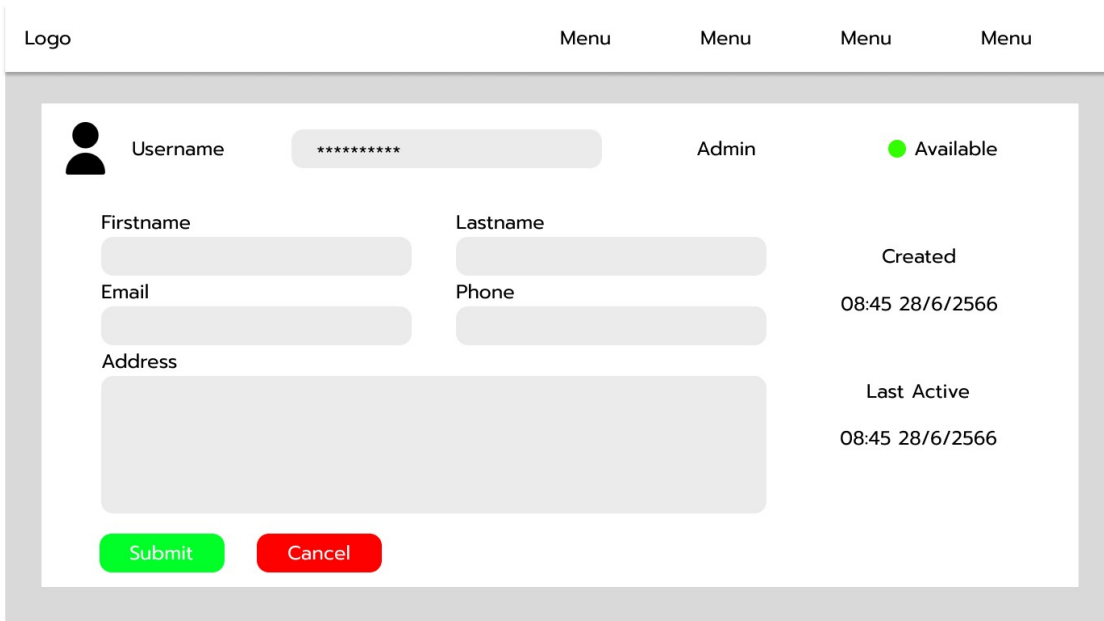 Logo Menu Menu Menu Menu
Username ********** Admin Available
Firstname Lastname
Created
Email Phone
08:45 28/6/2566
Address
Last Active
08:45 28/6/2566
Submit Cancel